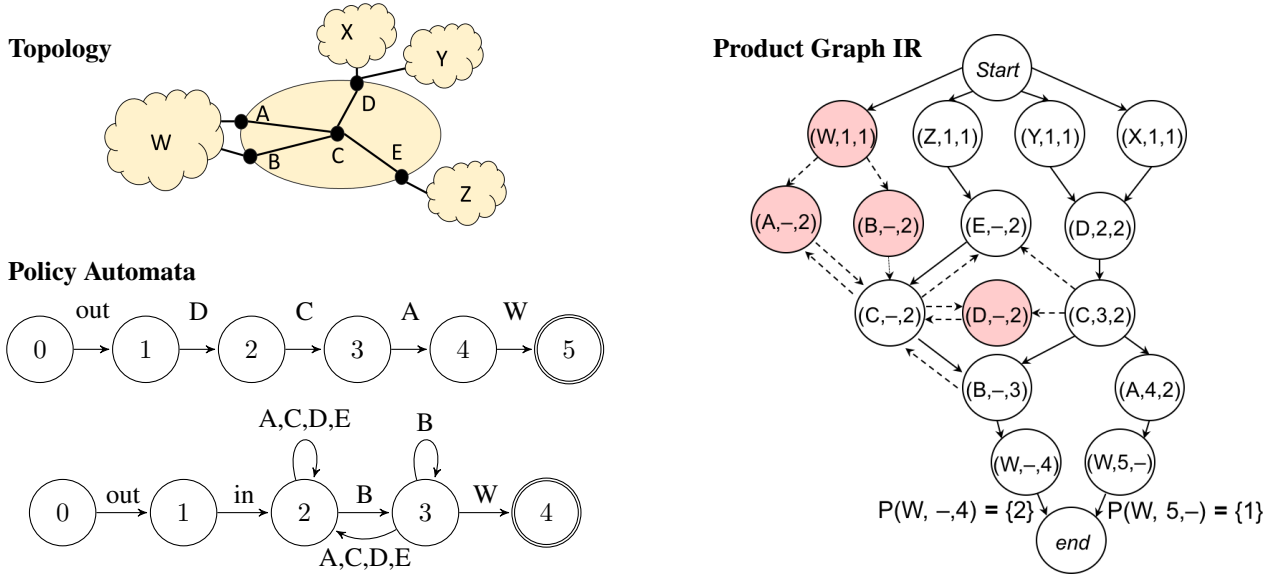 Topology
X
Y
W
A
D
B
C
E
Z
Policy Automata
out D C A W
0 1 2 3 4 5
A,C,D,E B
out in B W
0 1 2 3 4
A,C,D,E
Product Graph IR
Start
(W,1,1) (Z,1,1) (Y,1,1) (X,1,1)
(A,–,2) (B,–,2) (E,–,2) (D,2,2)
(C,–,2) (D,–,2) (C,3,2)
(B,–,3) (A,4,2)
(W,–,4) (W,5,–)
P(W, –,4) = {2} P(W, 5,–) = {1}
end